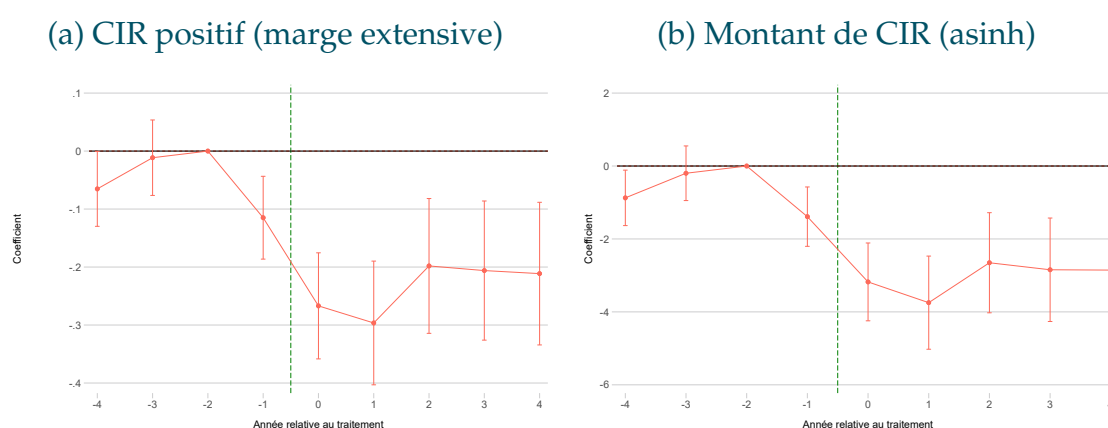 (a) CIR positif (marge extensive)
(b) Montant de CIR (asinh)
Coefficient
.1
0
-.1
-.2
-.3
-.4
-4 -3 -2 -1 0 1 2 3 4
Année relative au traitement
Coefficient
2
0
-2
-4
-6
-4 -3 -2 -1 0 1 2 3
Année relative au traitement